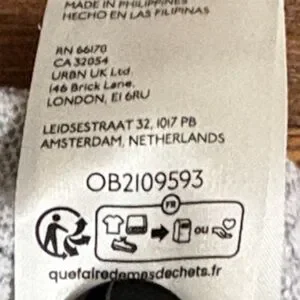 MADE IN PHILIPPINES
HECHO EN LAS FILIPINAS
RN 66170
CA 32054
URBN UK Ltd.
146 Brick Lane,
LONDON, E1 6RU
LEIDSESTRAAT 32, 1017 PB
AMSTERDAM, NETHERLANDS
OB2109593
FR
ou
quefairedemesdechets.fr